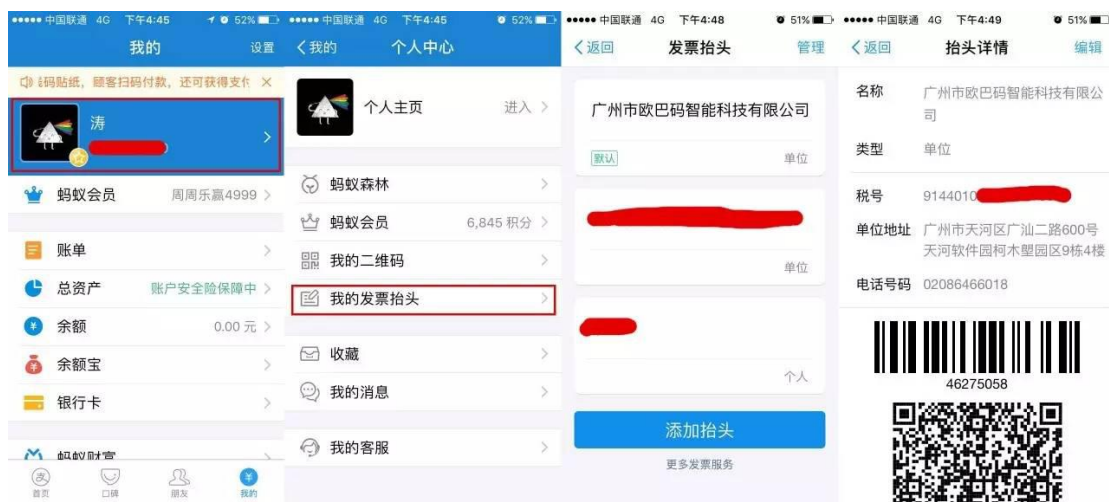 中国联通 4G 下午4:45 52%
我的 设置
码贴纸，顾客扫码付款，还可获得支付
涛
蚂蚁会员 周周乐赢4999
账单
总资产 账户安全险保障中
余额 0.00 元
余额宝
银行卡
蚂蚁财富
首页 口碑 朋友 我的
中国联通 4G 下午4:45 52%
我的 个人中心
个人主页 进入
蚂蚁森林
蚂蚁会员 6,845 积分
我的二维码
我的发票抬头
收藏
我的消息
我的客服
中国联通 4G 下午4:48 51%
返回 发票抬头 管理
广州市欧巴码智能科技有限公司
默认 单位
单位
个人
添加抬头
更多发票服务
中国联通 4G 下午4:49 51%
返回 抬头详情 编辑
名称 广州市欧巴码智能科技有限公
司
类型 单位
税号 9144010
单位地址 广州市天河区广汕二路600号
天河软件园柯木塱园区9栋4楼
电话号码 02086466018
46275058